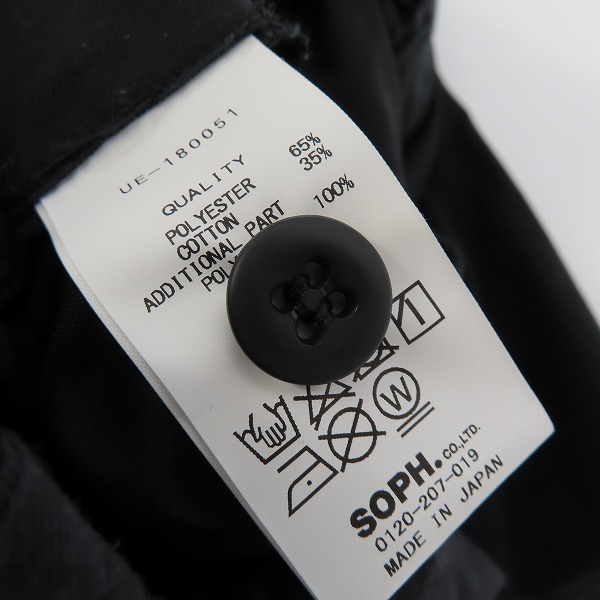 UE-180051
QUALITY
POLYESTER 65%
COTTON 35%
ADDITIONAL PART
100%
W
SOPH. CO.,LTD.
0120-207-019
MADE IN JAPAN